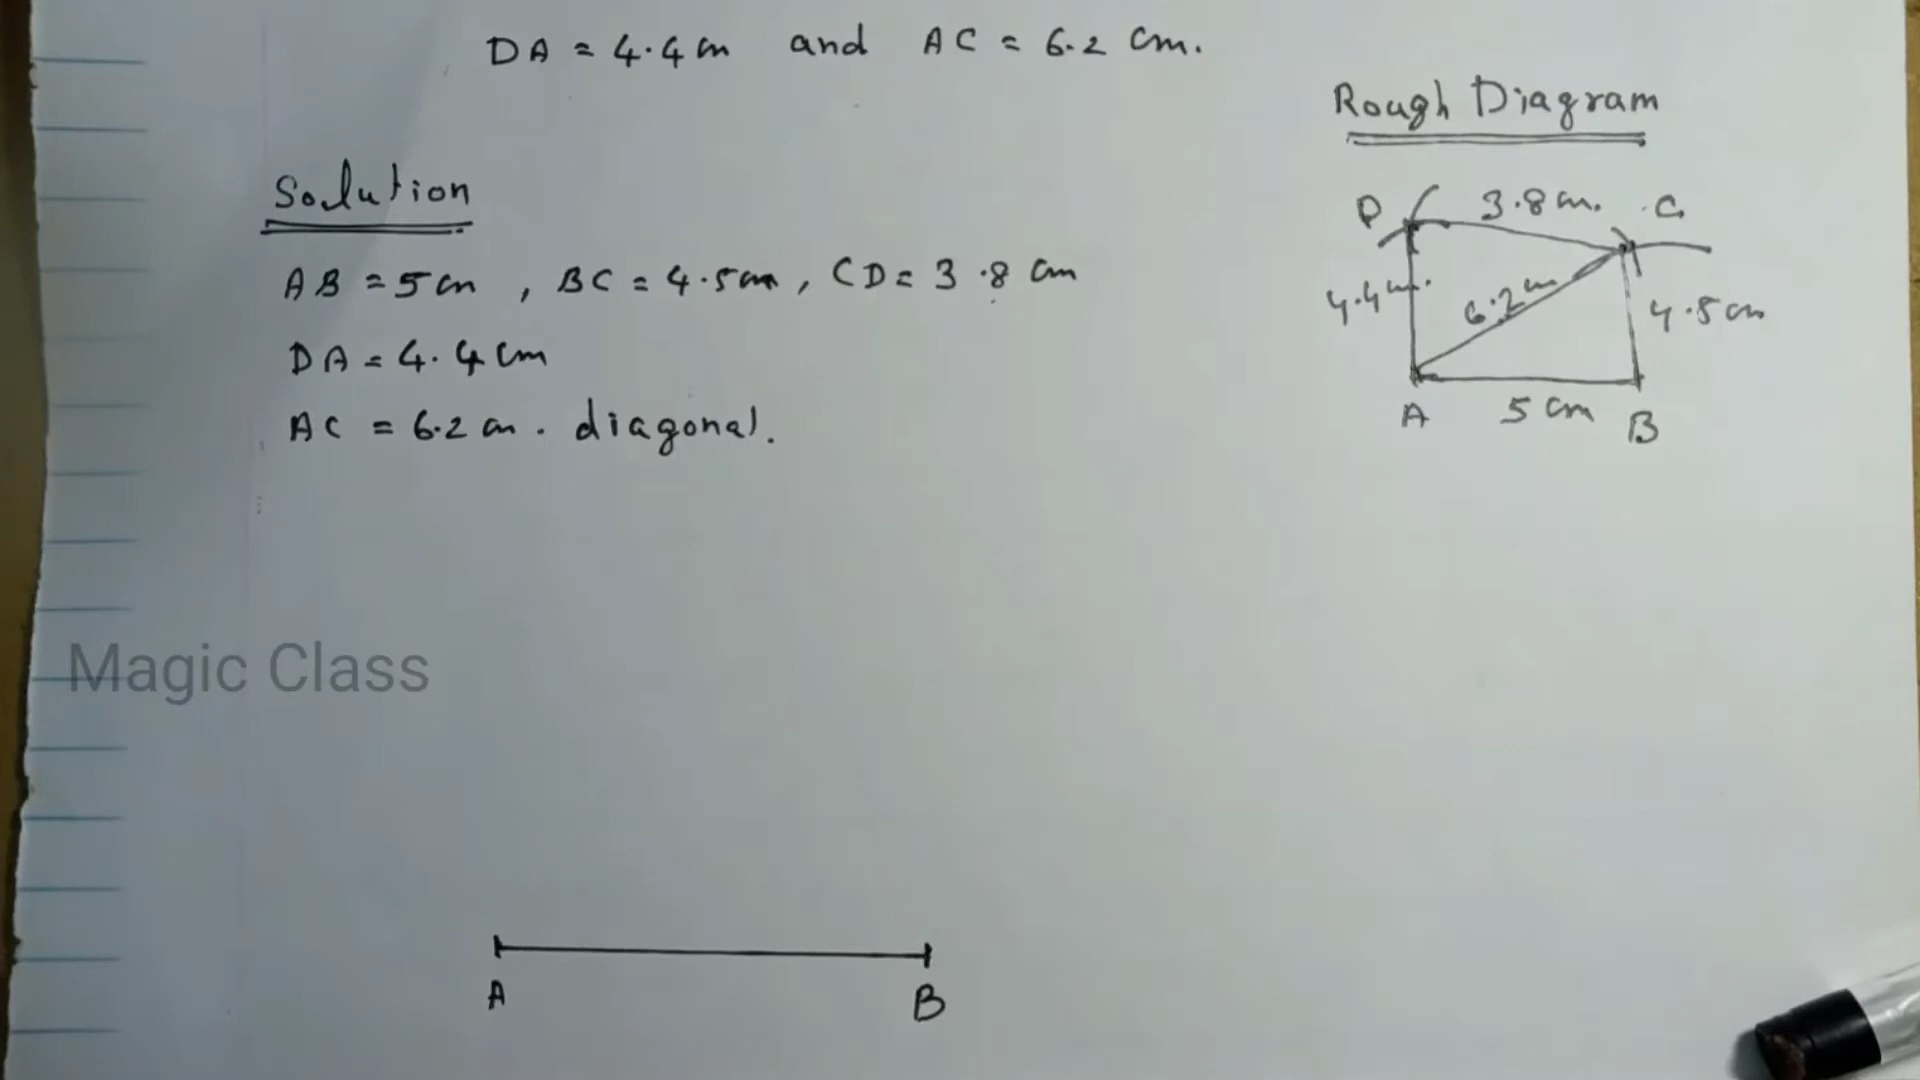 DA = 4.4 cm and AC = 6.2 cm.
Rough Diagram
Solution
D 3.8 cm. C
AB = 5 cm , BC = 4.5 cm , CD = 3.8 cm
4.4 cm. 6.2 cm 4.5 cm
DA = 4.4 cm
A 5 cm B
AC = 6.2 cm. diagonal.
Magic Class
A B